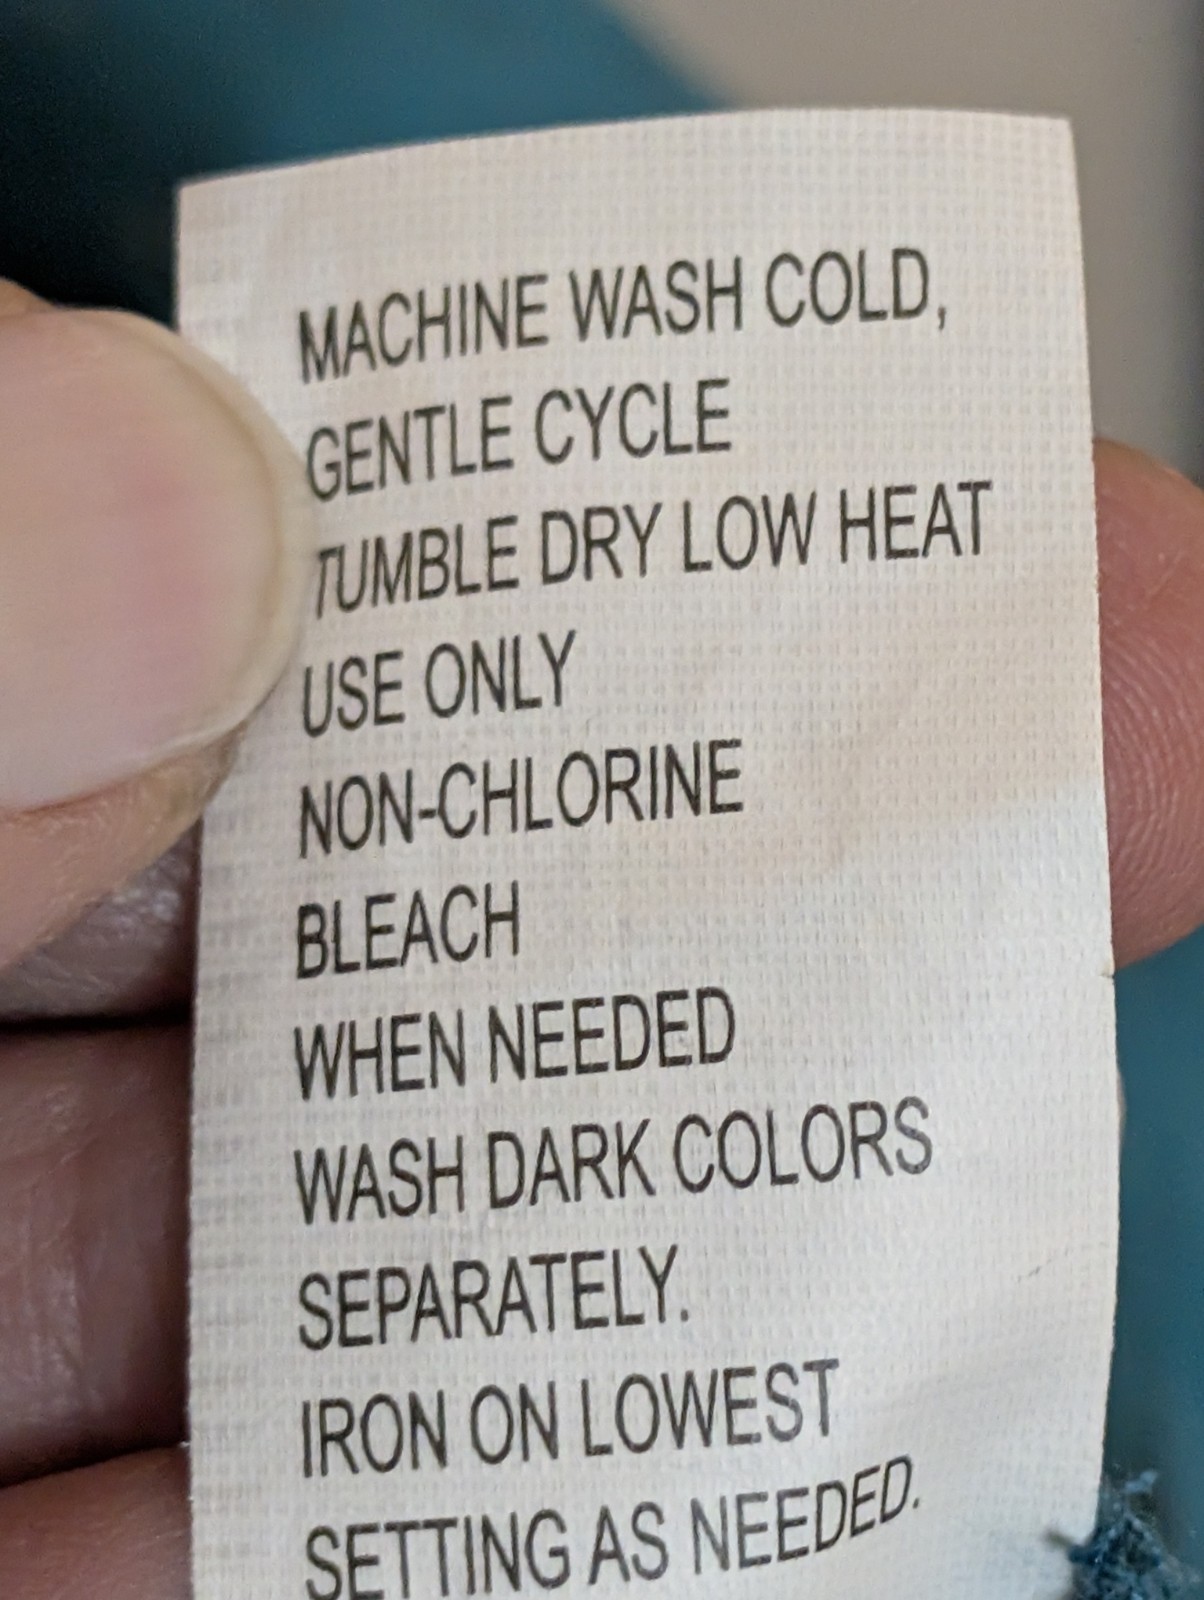 MACHINE WASH COLD,
GENTLE CYCLE
TUMBLE DRY LOW HEAT
USE ONLY
NON-CHLORINE
BLEACH
WHEN NEEDED
WASH DARK COLORS
SEPARATELY.
IRON ON LOWEST
SETTING AS NEEDED.